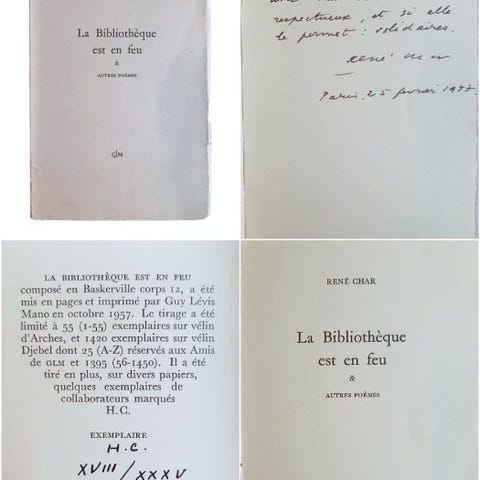 La Bibliothèque
est en feu
&
AUTRES POÈMES
GLM
respectueux, et si elle
le permet : solidaires.
rené char
Paris, 25 fevrier 19
LA BIBLIOTHÈQUE EST EN FEU
composé en Baskerville corps 12, a été
mis en pages et imprimé par Guy Lévis
Mano en octobre 1957. Le tirage a été
limité à 55 (1-55) exemplaires sur vélin
d'Arches, et 1420 exemplaires sur vélin
Djebel dont 25 (A-Z) réservés aux Amis
de GLM et 1395 (56-1450). Il a été
tiré en plus, sur divers papiers,
quelques exemplaires de
collaborateurs marqués
H.C.
EXEMPLAIRE
H.C.
XVIII / XXXV
RENÉ CHAR
La Bibliothèque
est en feu
&
AUTRES POÈMES